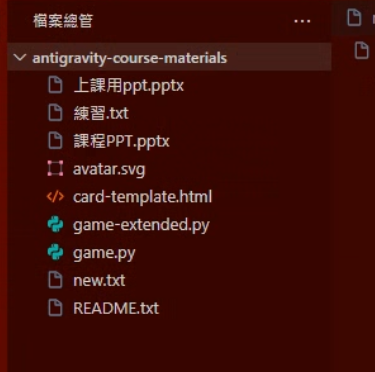 檔案總管
antigravity-course-materials
上課用ppt.pptx
練習.txt
課程PPT.pptx
avatar.svg
card-template.html
game-extended.py
game.py
new.txt
README.txt